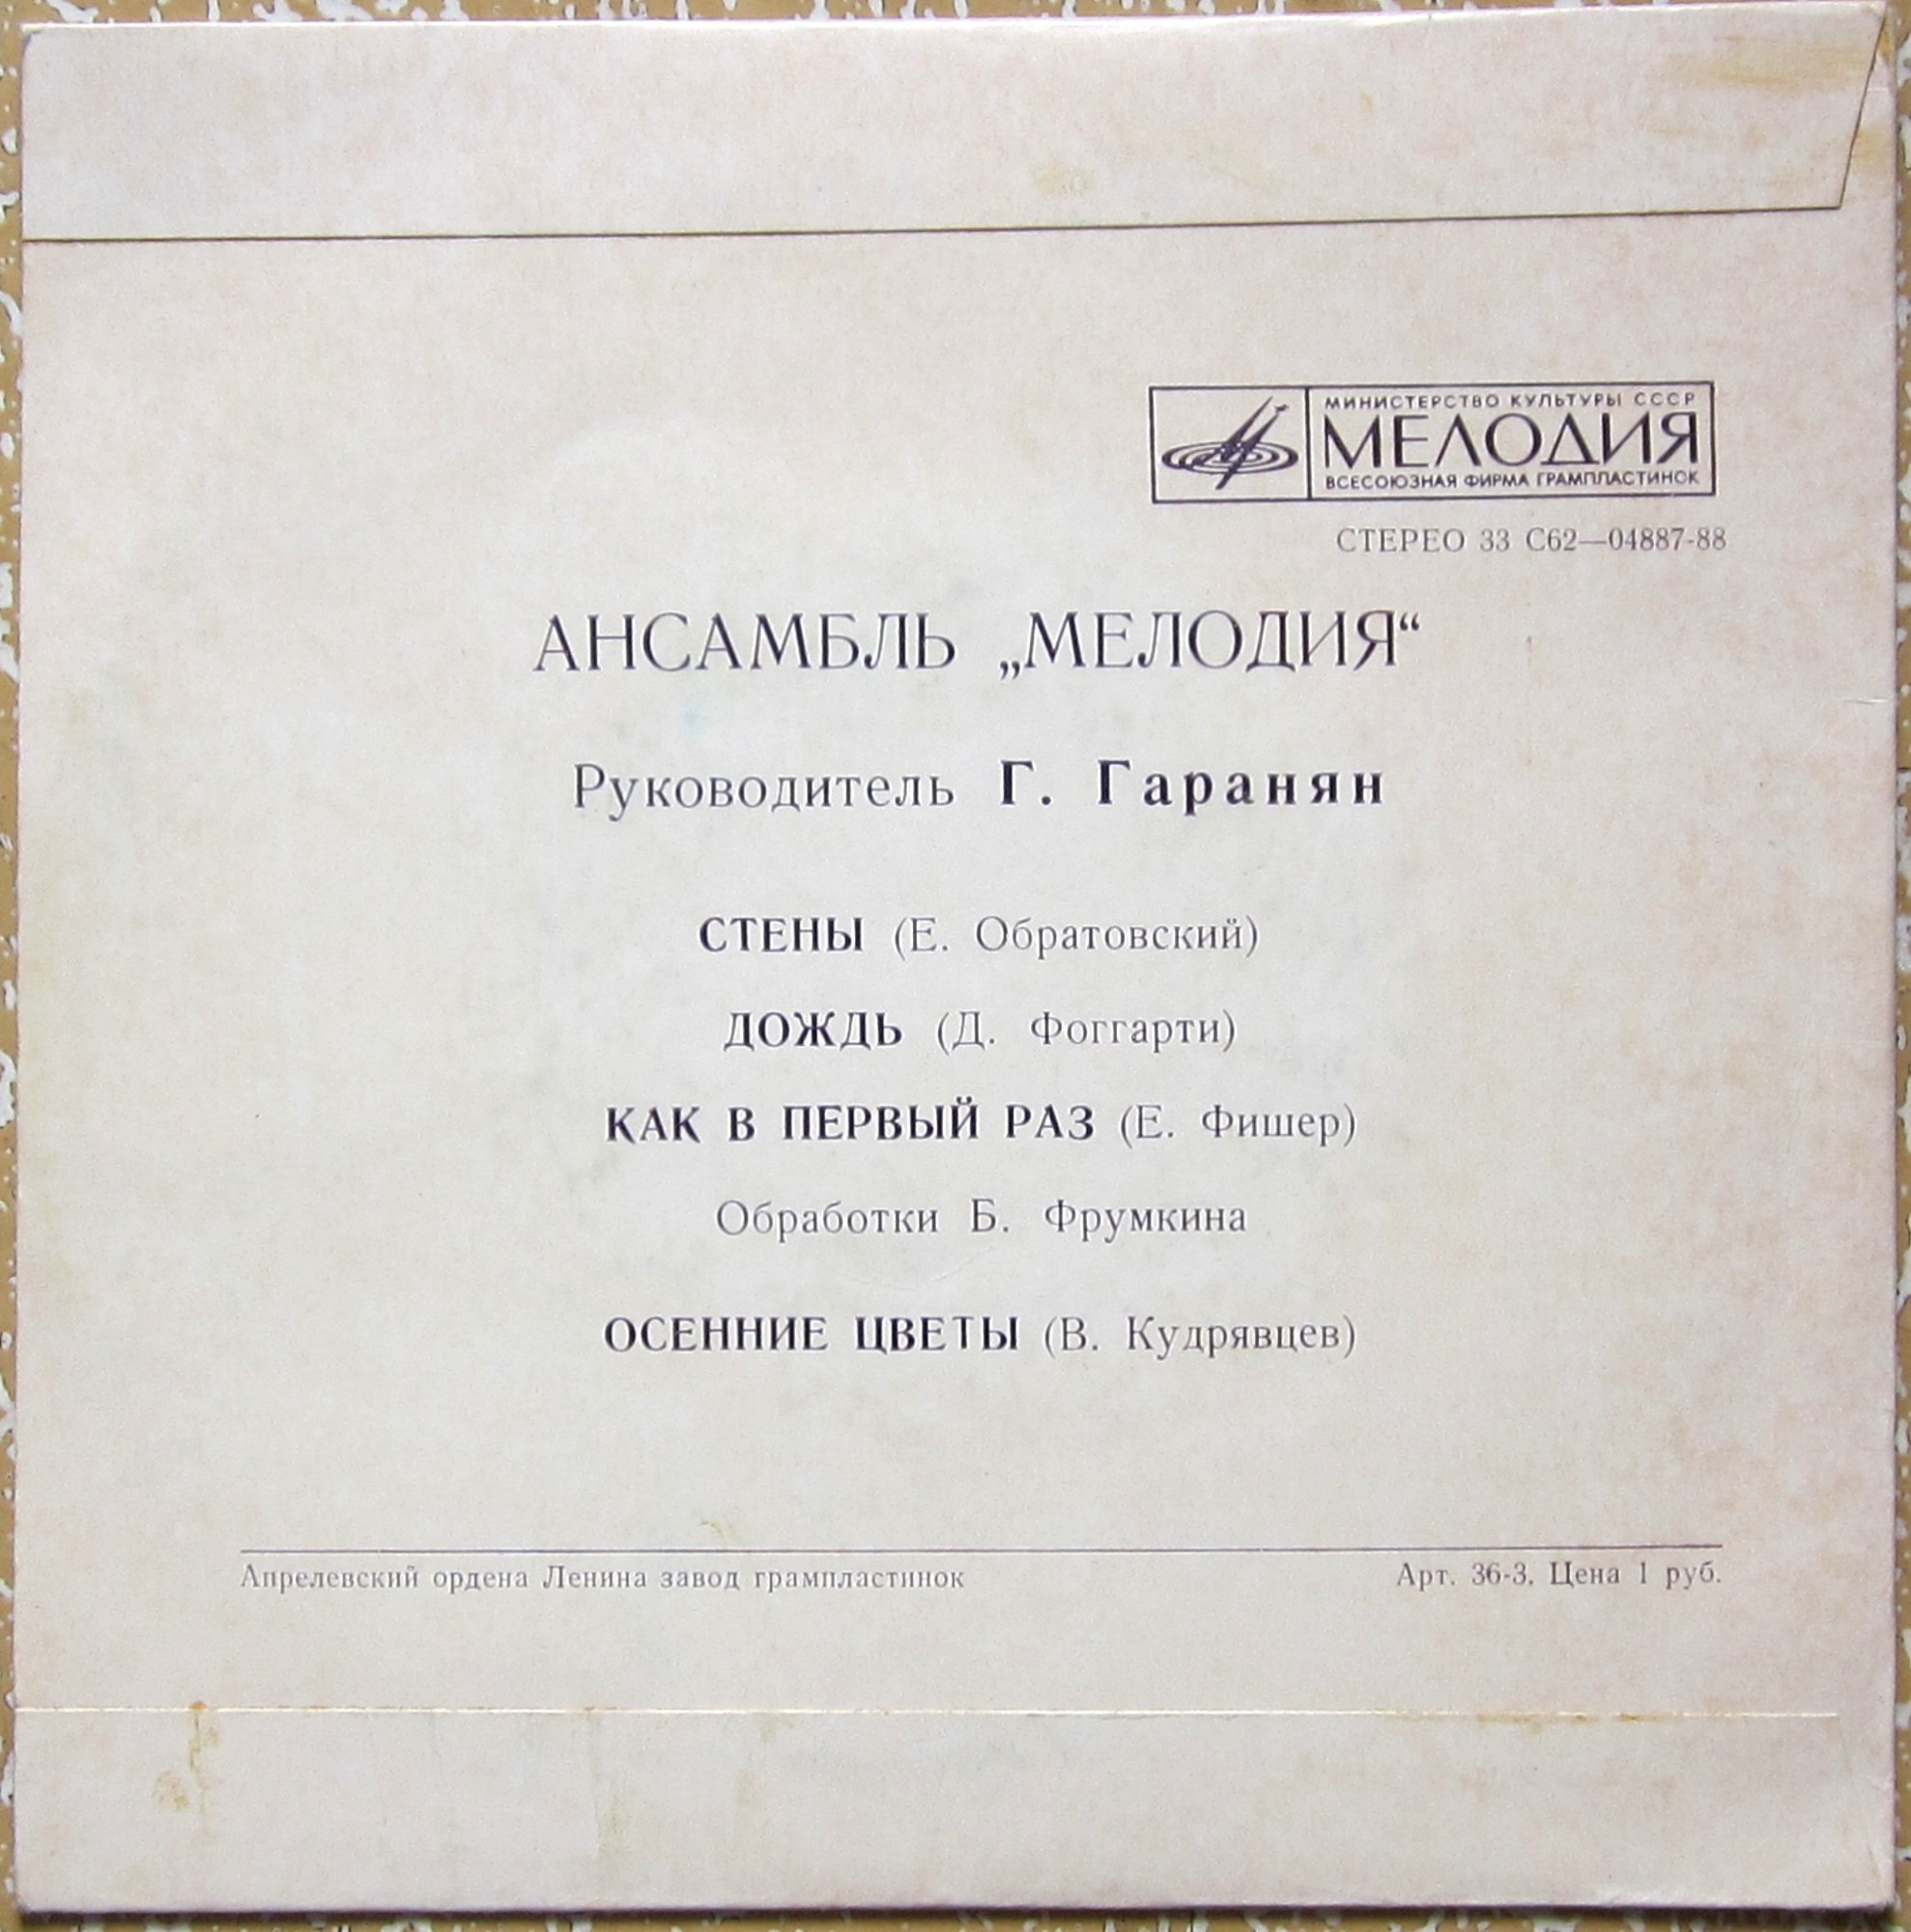 МИНИСТЕРСТВО КУЛЬТУРЫ СССР
МЕЛОДИЯ
ВСЕСОЮЗНАЯ ФИРМА ГРАМПЛАСТИНОК
СТЕРЕО 33 С62—04887-88
АНСАМБЛЬ „МЕЛОДИЯ“
Руководитель Г. Гаранян
СТЕНЫ (Е. Обратовский)
ДОЖДЬ (Д. Фоггарти)
КАК В ПЕРВЫЙ РАЗ (Е. Фишер)
Обработки Б. Фрумкина
ОСЕННИЕ ЦВЕТЫ (В. Кудрявцев)
Апрелевский ордена Ленина завод грампластинок
Арт. 36-3. Цена 1 руб.